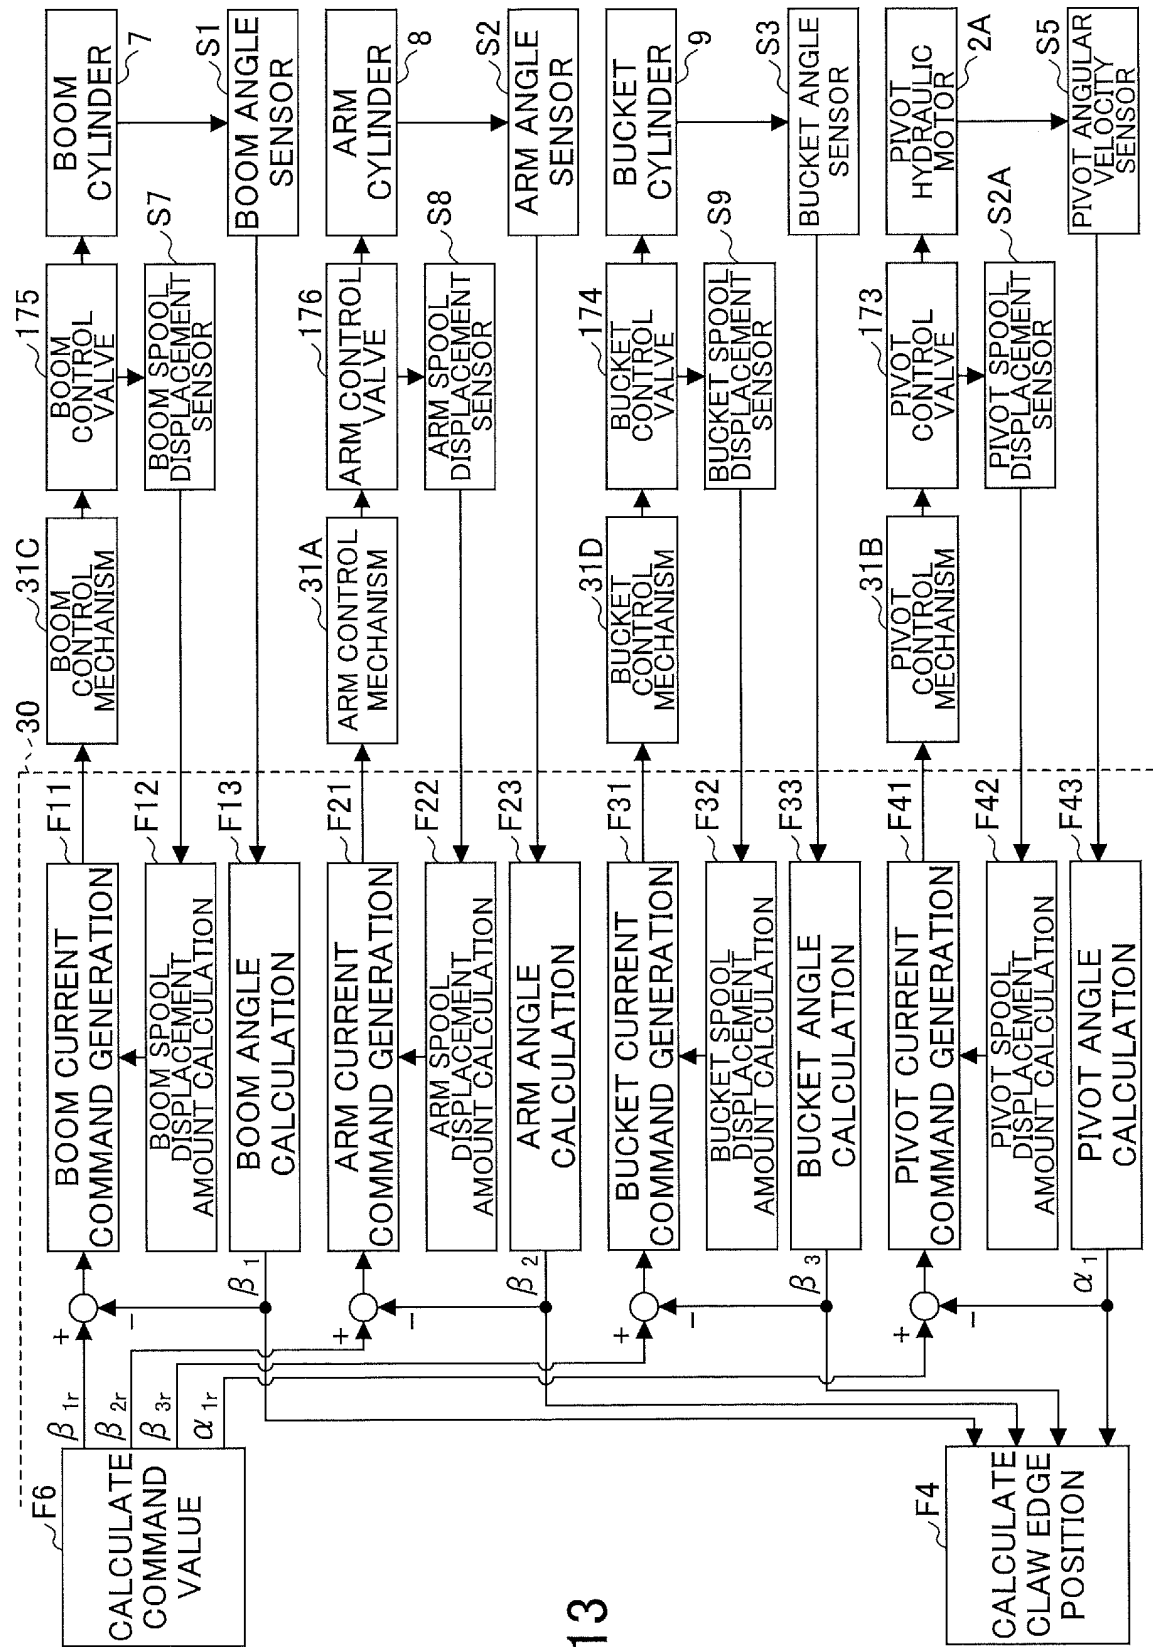 30
F6
CALCULATE
COMMAND
VALUE
β1r
β2r
β3r
α1r
+
−
β1
F11
BOOM CURRENT
COMMAND GENERATION
F12
BOOM SPOOL
DISPLACEMENT
AMOUNT CALCULATION
F13
BOOM ANGLE
CALCULATION
31C
BOOM
CONTROL
MECHANISM
175
BOOM
CONTROL
VALVE
S7
BOOM SPOOL
DISPLACEMENT
SENSOR
BOOM
CYLINDER
7
S1
BOOM ANGLE
SENSOR
+
−
β2
F21
ARM CURRENT
COMMAND GENERATION
F22
ARM SPOOL
DISPLACEMENT
AMOUNT CALCULATION
F23
ARM ANGLE
CALCULATION
31A
ARM CONTROL
MECHANISM
176
ARM CONTROL
VALVE
S8
ARM SPOOL
DISPLACEMENT
SENSOR
ARM
CYLINDER
8
S2
ARM ANGLE
SENSOR
+
−
β3
F31
BUCKET CURRENT
COMMAND GENERATION
F32
BUCKET SPOOL
DISPLACEMENT
AMOUNT CALCULATION
F33
BUCKET ANGLE
CALCULATION
31D
BUCKET
CONTROL
MECHANISM
174
BUCKET
CONTROL
VALVE
S9
BUCKET SPOOL
DISPLACEMENT
SENSOR
BUCKET
CYLINDER
9
S3
BUCKET ANGLE
SENSOR
+
−
α1
F41
PIVOT CURRENT
COMMAND GENERATION
F42
PIVOT SPOOL
DISPLACEMENT
AMOUNT CALCULATION
F43
PIVOT ANGLE
CALCULATION
31B
PIVOT
CONTROL
MECHANISM
173
PIVOT
CONTROL
VALVE
S2A
PIVOT SPOOL
DISPLACEMENT
SENSOR
PIVOT
HYDRAULIC
MOTOR
2A
S5
PIVOT ANGULAR
VELOCITY
SENSOR
F4
CALCULATE
CLAW EDGE
POSITION
13